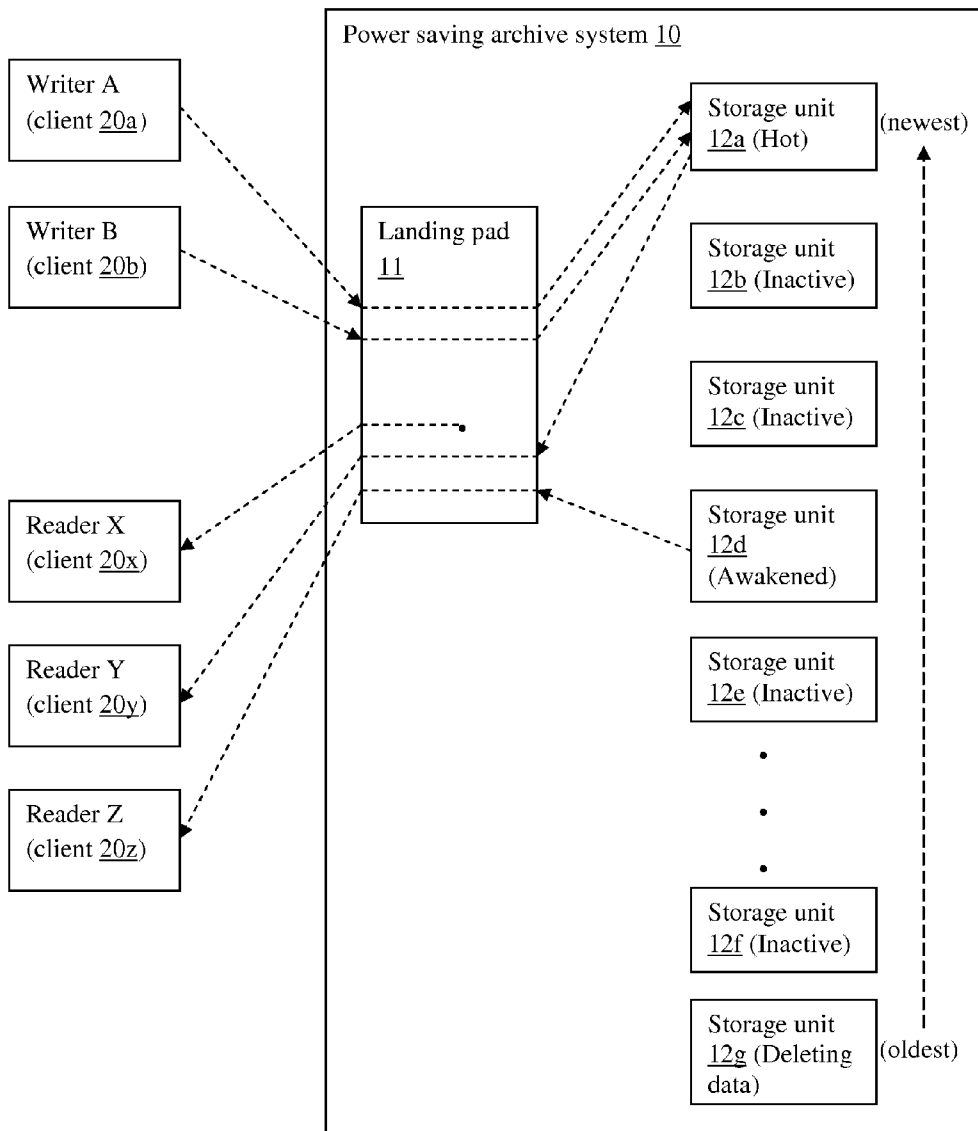 Power saving archive system 10
Writer A
(client 20a)
Writer B
(client 20b)
Landing pad
11
Reader X
(client 20x)
Reader Y
(client 20y)
Reader Z
(client 20z)
Storage unit
12a (Hot)
(newest)
Storage unit
12b (Inactive)
Storage unit
12c (Inactive)
Storage unit
12d
(Awakened)
Storage unit
12e (Inactive)
Storage unit
12f (Inactive)
Storage unit
12g (Deleting
data)
(oldest)